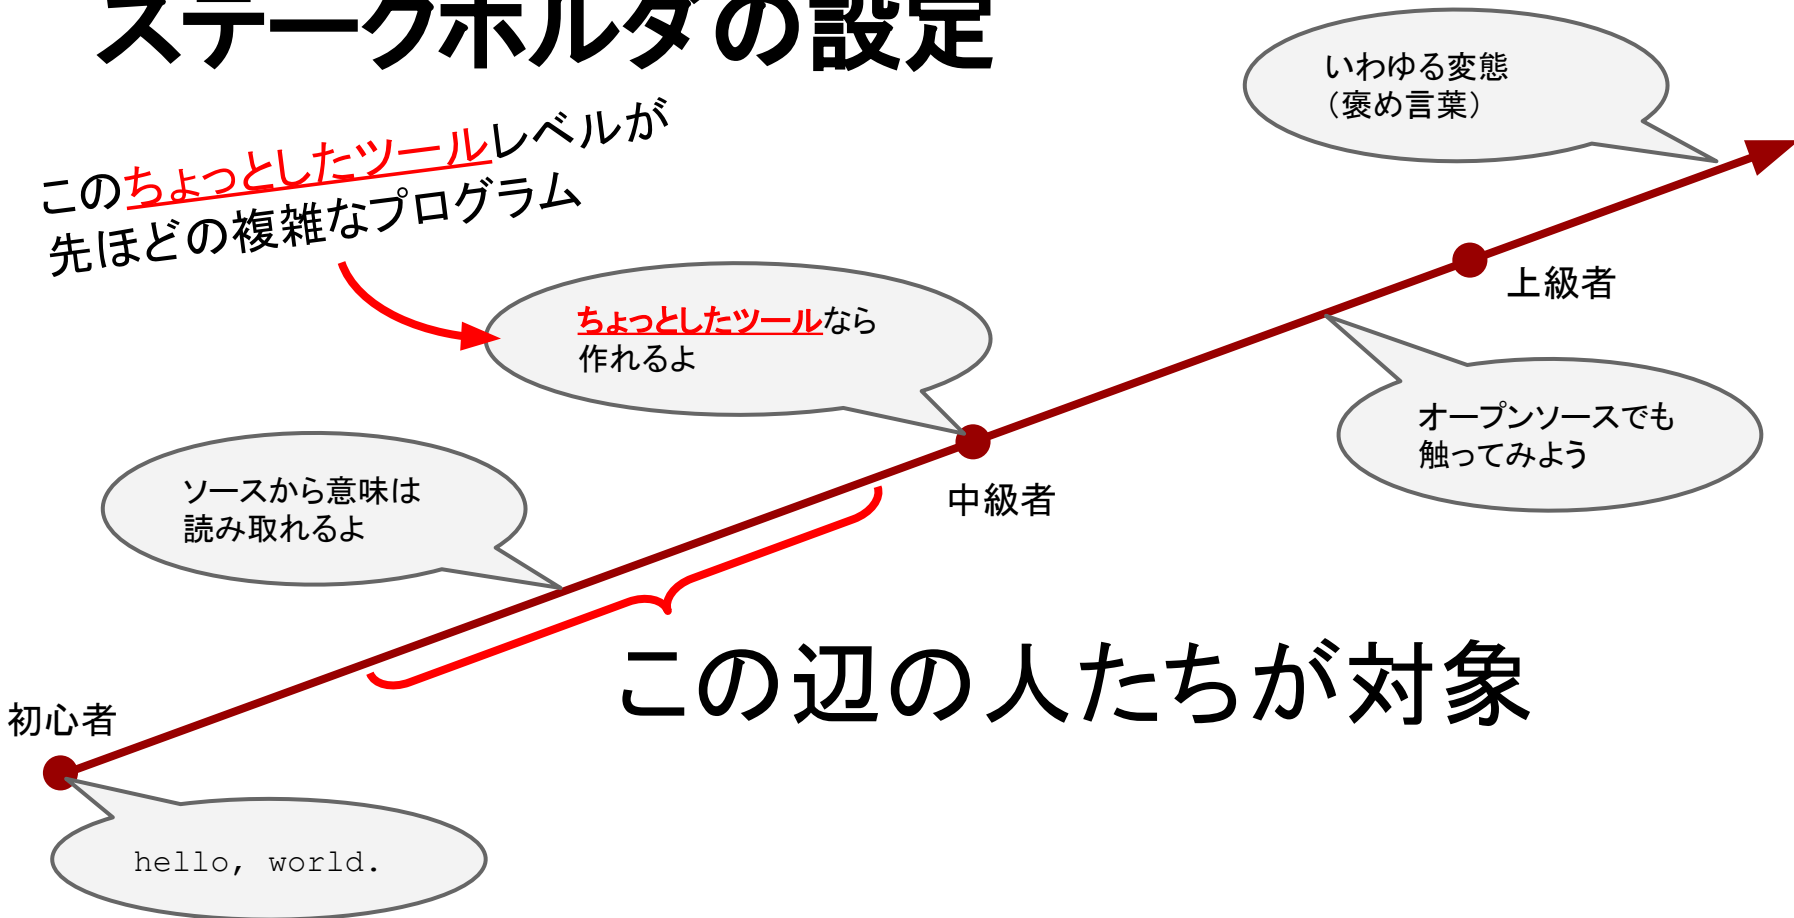 ステークホルダの設定
いわゆる変態
（褒め言葉）
このちょっとしたツールレベルが
先ほどの複雑なプログラム
上級者
ちょっとしたツールなら
作れるよ
オープンソースでも
触ってみよう
ソースから意味は
読み取れるよ
中級者
この辺の人たちが対象
初心者
hello, world.